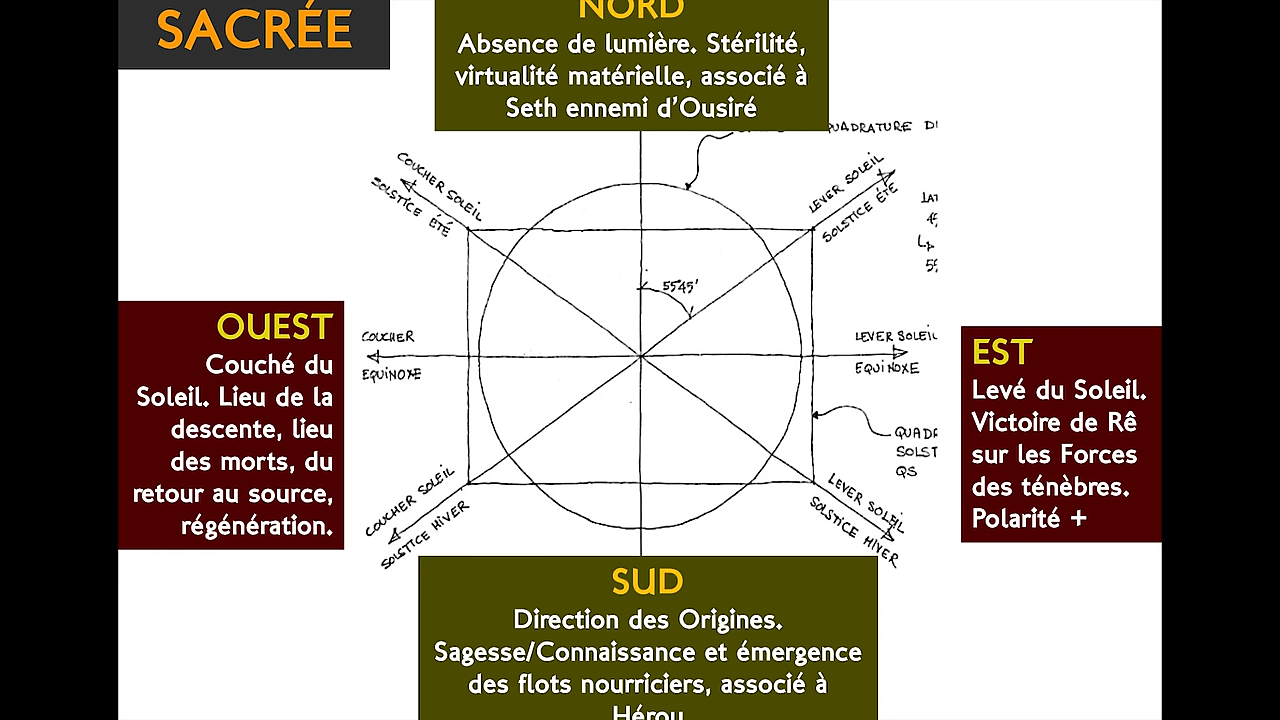 SACRÉE
NORD
Absence de lumière. Stérilité,
virtualité matérielle, associé à
Seth ennemi d'Ousiré
COUCHER SOLEIL
SOLSTICE ÉTÉ
LEVER SOLEIL
SOLSTICE ÉTÉ
55°45'
OUEST
Couché du
Soleil. Lieu de la
descente, lieu
des morts, du
retour au source,
régénération.
COUCHER
EQUINOXE
LEVER SOLEIL
EQUINOXE
EST
Levé du Soleil.
Victoire de Rê
sur les Forces
des ténèbres.
Polarité +
QS
COUCHER SOLEIL
SOLSTICE HIVER
LEVER SOLEIL
SOLSTICE HIVER
SUD
Direction des Origines.
Sagesse/Connaissance et émergence
des flots nourriciers, associé à
Hérou